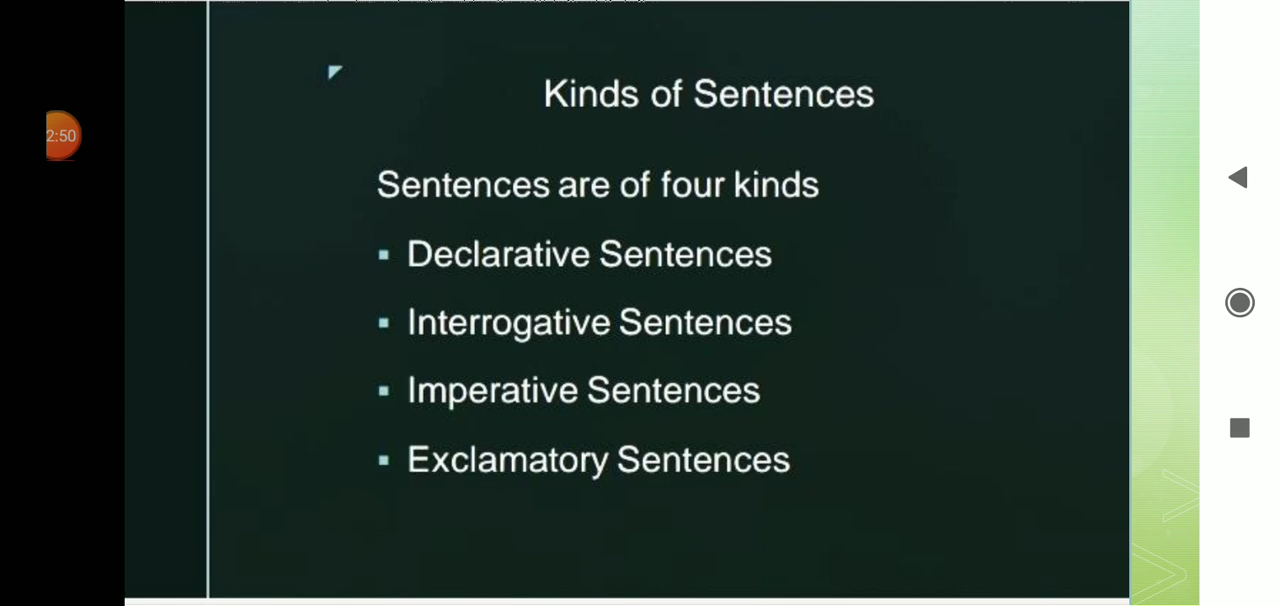 Kinds of Sentences
2:50
Sentences are of four kinds
▪ Declarative Sentences
▪ Interrogative Sentences
▪ Imperative Sentences
▪ Exclamatory Sentences